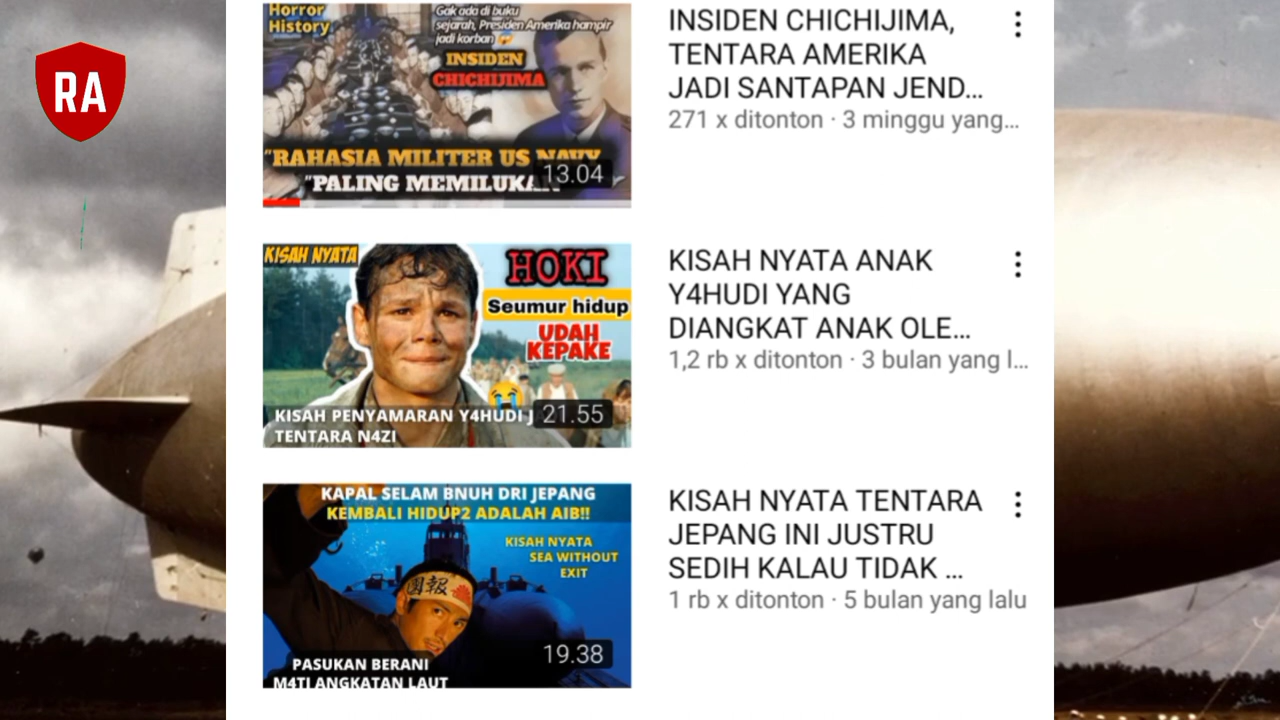 RA
Horror
History
Gak ada di buku
sejarah, Presiden Amerika hampir
jadi korban
INSIDEN
CHICHIJIMA
"RAHASIA MILITER US NAVY
"PALING MEMILUKAN"
13.04
INSIDEN CHICHIJIMA,
TENTARA AMERIKA
JADI SANTAPAN JEND...
271 x ditonton · 3 minggu yang...
KISAH NYATA
HOKI
Seumur hidup
UDAH
KEPAKE
KISAH PENYAMARAN Y4HUDI J
TENTARA N4ZI
21.55
KISAH NYATA ANAK
Y4HUDI YANG
DIANGKAT ANAK OLE...
1,2 rb x ditonton · 3 bulan yang l...
KAPAL SELAM BNUH DRI JEPANG
KEMBALI HIDUP2 ADALAH AIB!!
KISAH NYATA
SEA WITHOUT
EXIT
PASUKAN BERANI
M4TI ANGKATAN LAUT
19.38
KISAH NYATA TENTARA
JEPANG INI JUSTRU
SEDIH KALAU TIDAK ...
1 rb x ditonton · 5 bulan yang lalu